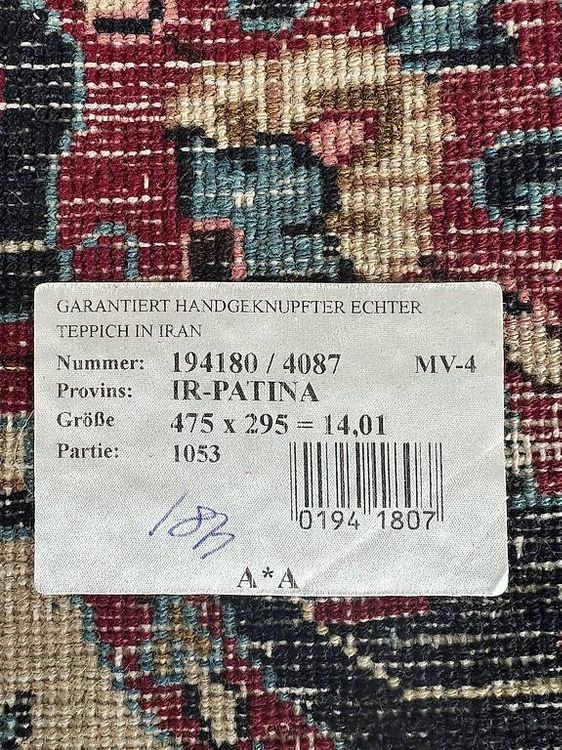 GARANTIERT HANDGEKNUPFTER ECHTER
TEPPICH IN IRAN
Nummer: 194180 / 4087 MV-4
Provins: IR-PATINA
Größe 475 x 295 = 14,01
Partie: 1053
0194 1807
A * A